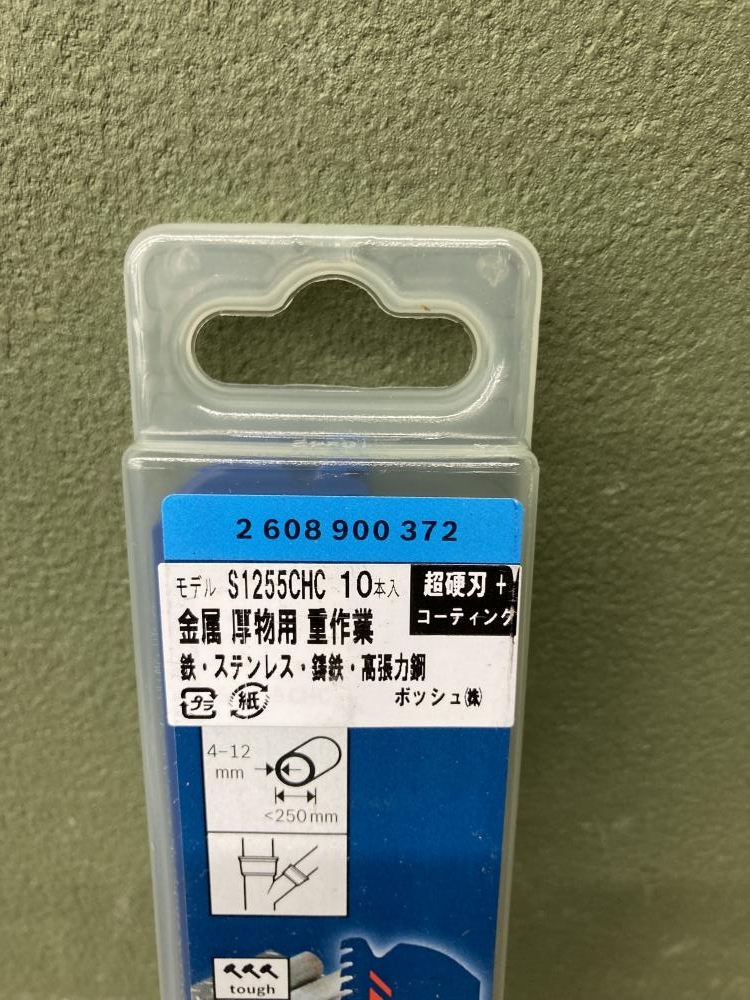 2 608 900 372
モデル S1255CHC 10本入
超硬刃 +
コーティング
金属 厚物用 重作業
鉄・ステンレス・鋳鉄・高張力鋼
プラ 紙 ボッシュ㈱
4-12
mm
<250mm
tough